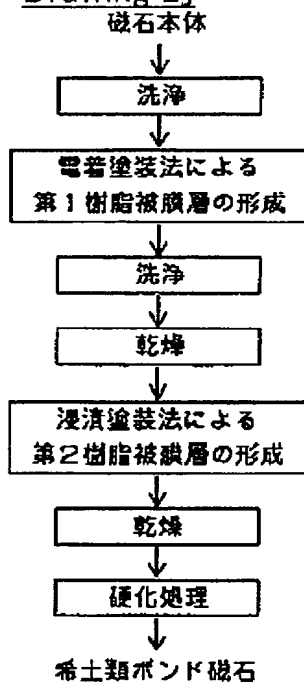 Drawing 2]
磁石本体
洗浄
電着塗装法による
第1樹脂被膜層の形成
洗浄
乾燥
浸漬塗装法による
第2樹脂被膜層の形成
乾燥
硬化処理
希土類ボンド磁石